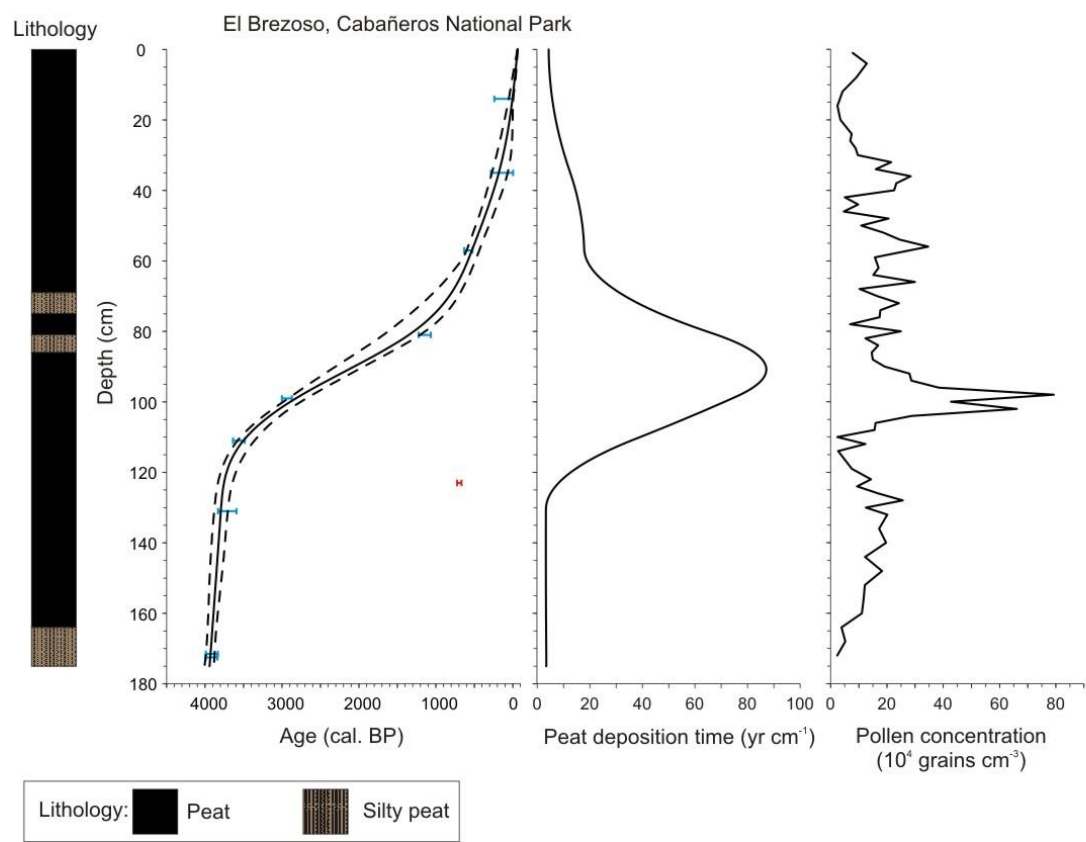 El Brezoso, Cabañeros National Park
Lithology
Depth (cm)
0
20
40
60
80
100
120
140
160
180
4000 3000 2000 1000 0
Age (cal. BP)
0 20 40 60 80 100
Peat deposition time (yr cm⁻¹)
0 20 40 60 80
Pollen concentration
(10⁴ grains cm⁻³)
Lithology: Peat Silty peat